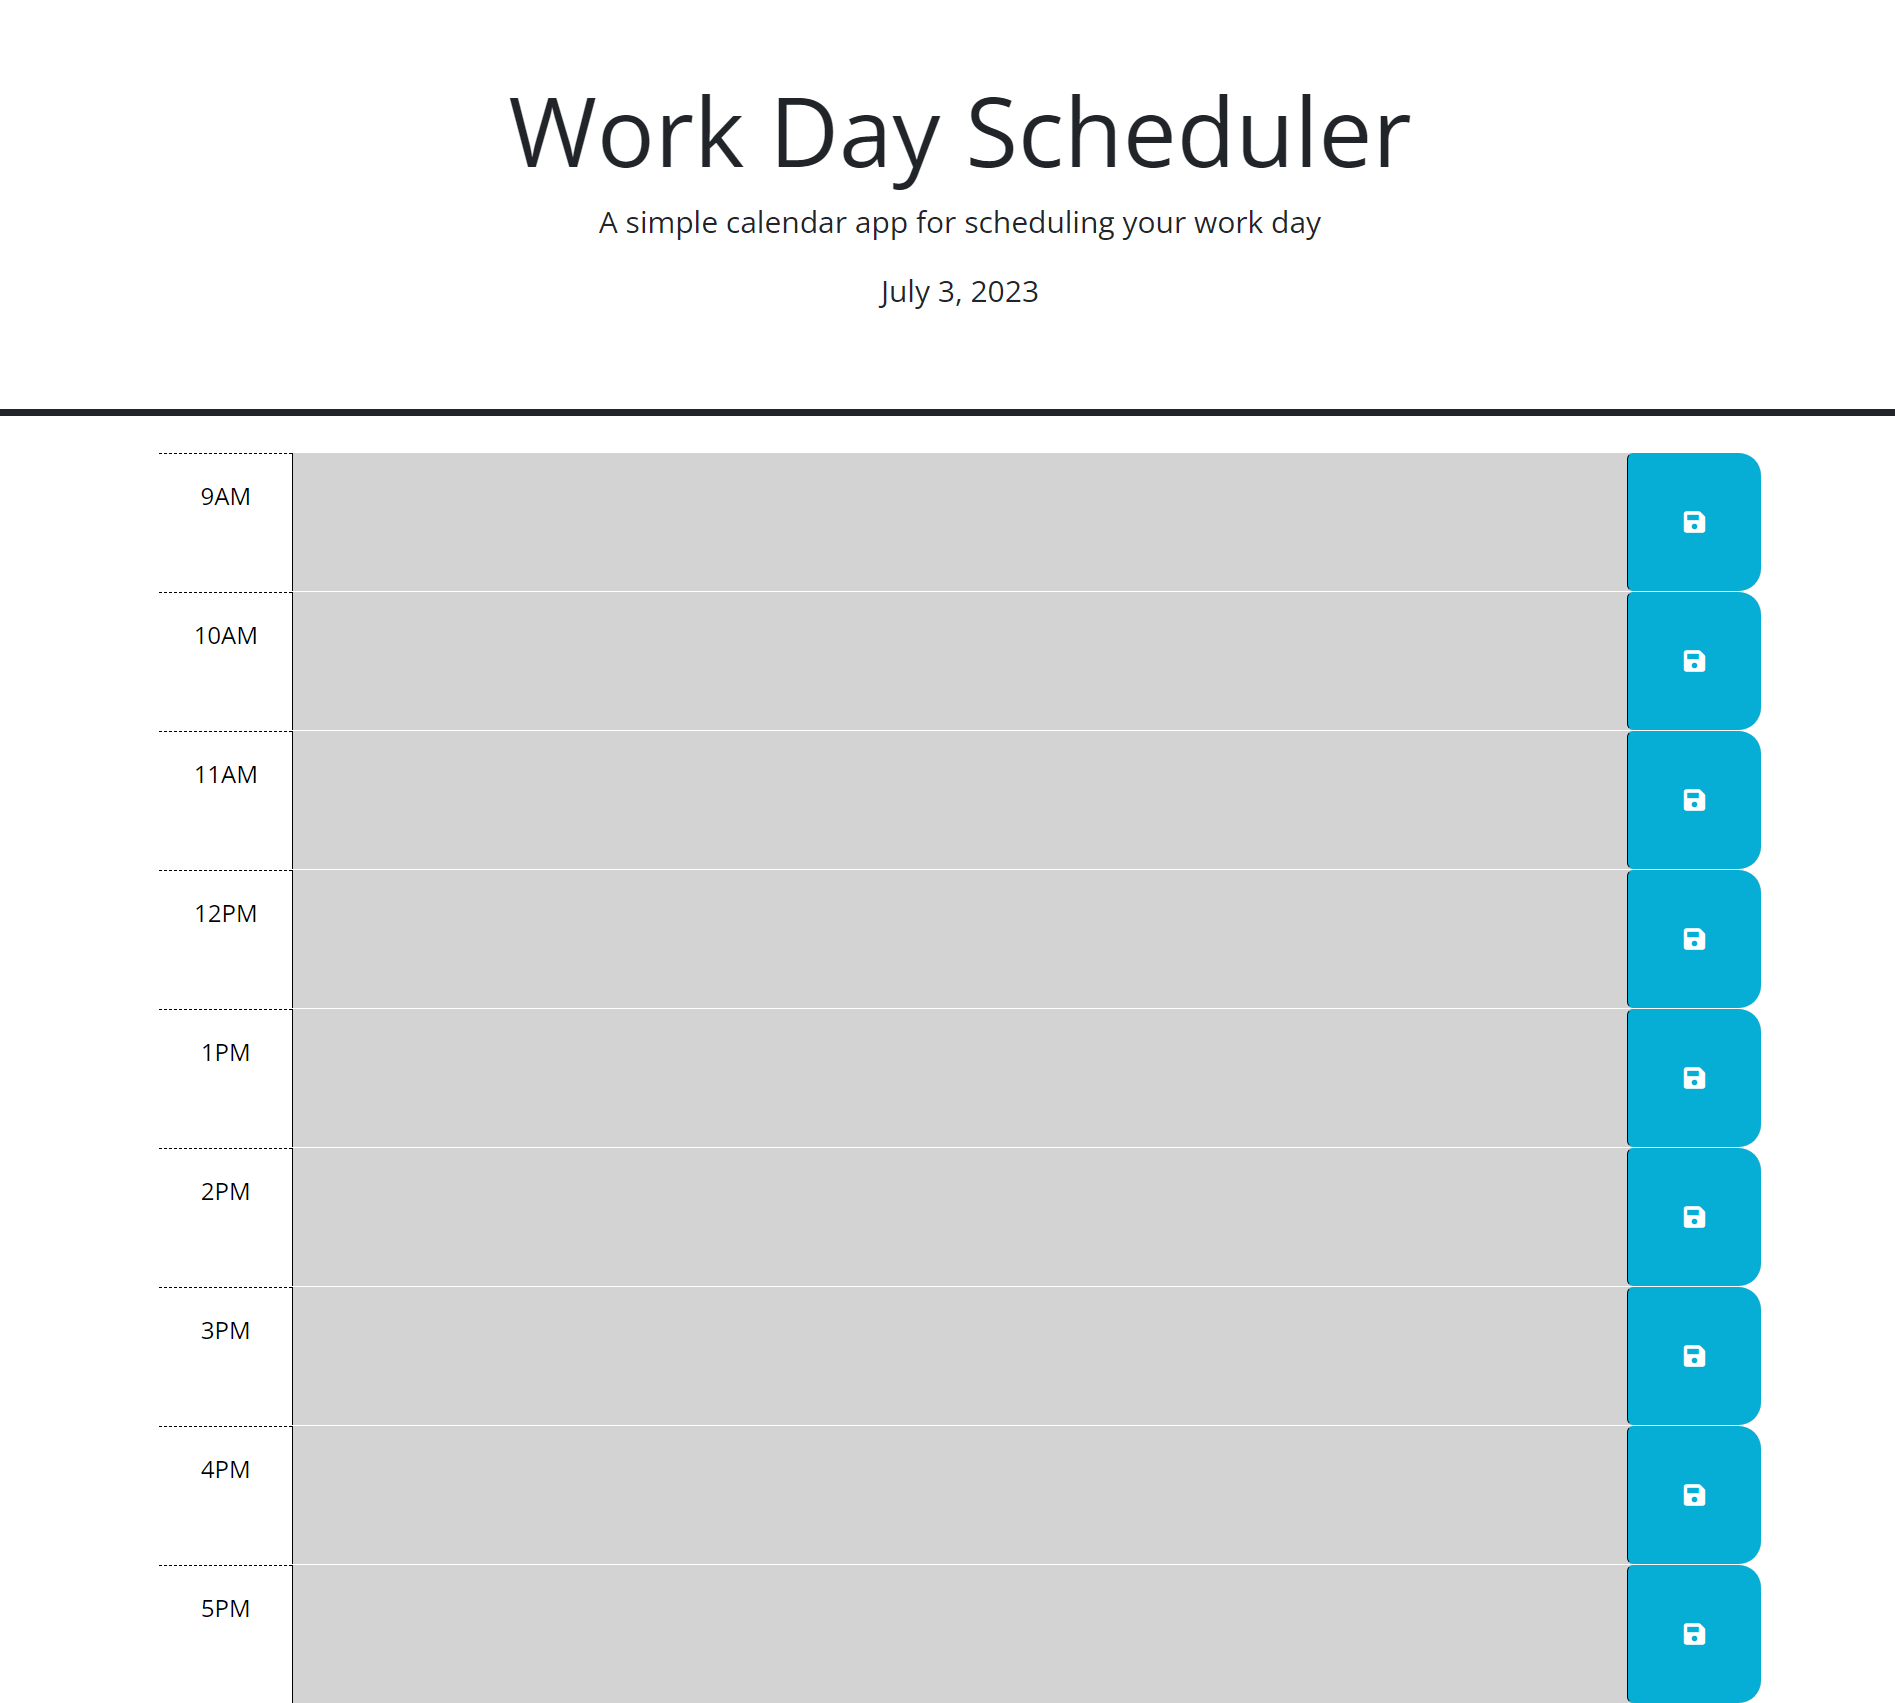 Work Day Scheduler
A simple calendar app for scheduling your work day
July 3, 2023
9AM
10AM
11AM
12PM
1PM
2PM
3PM
4PM
5PM